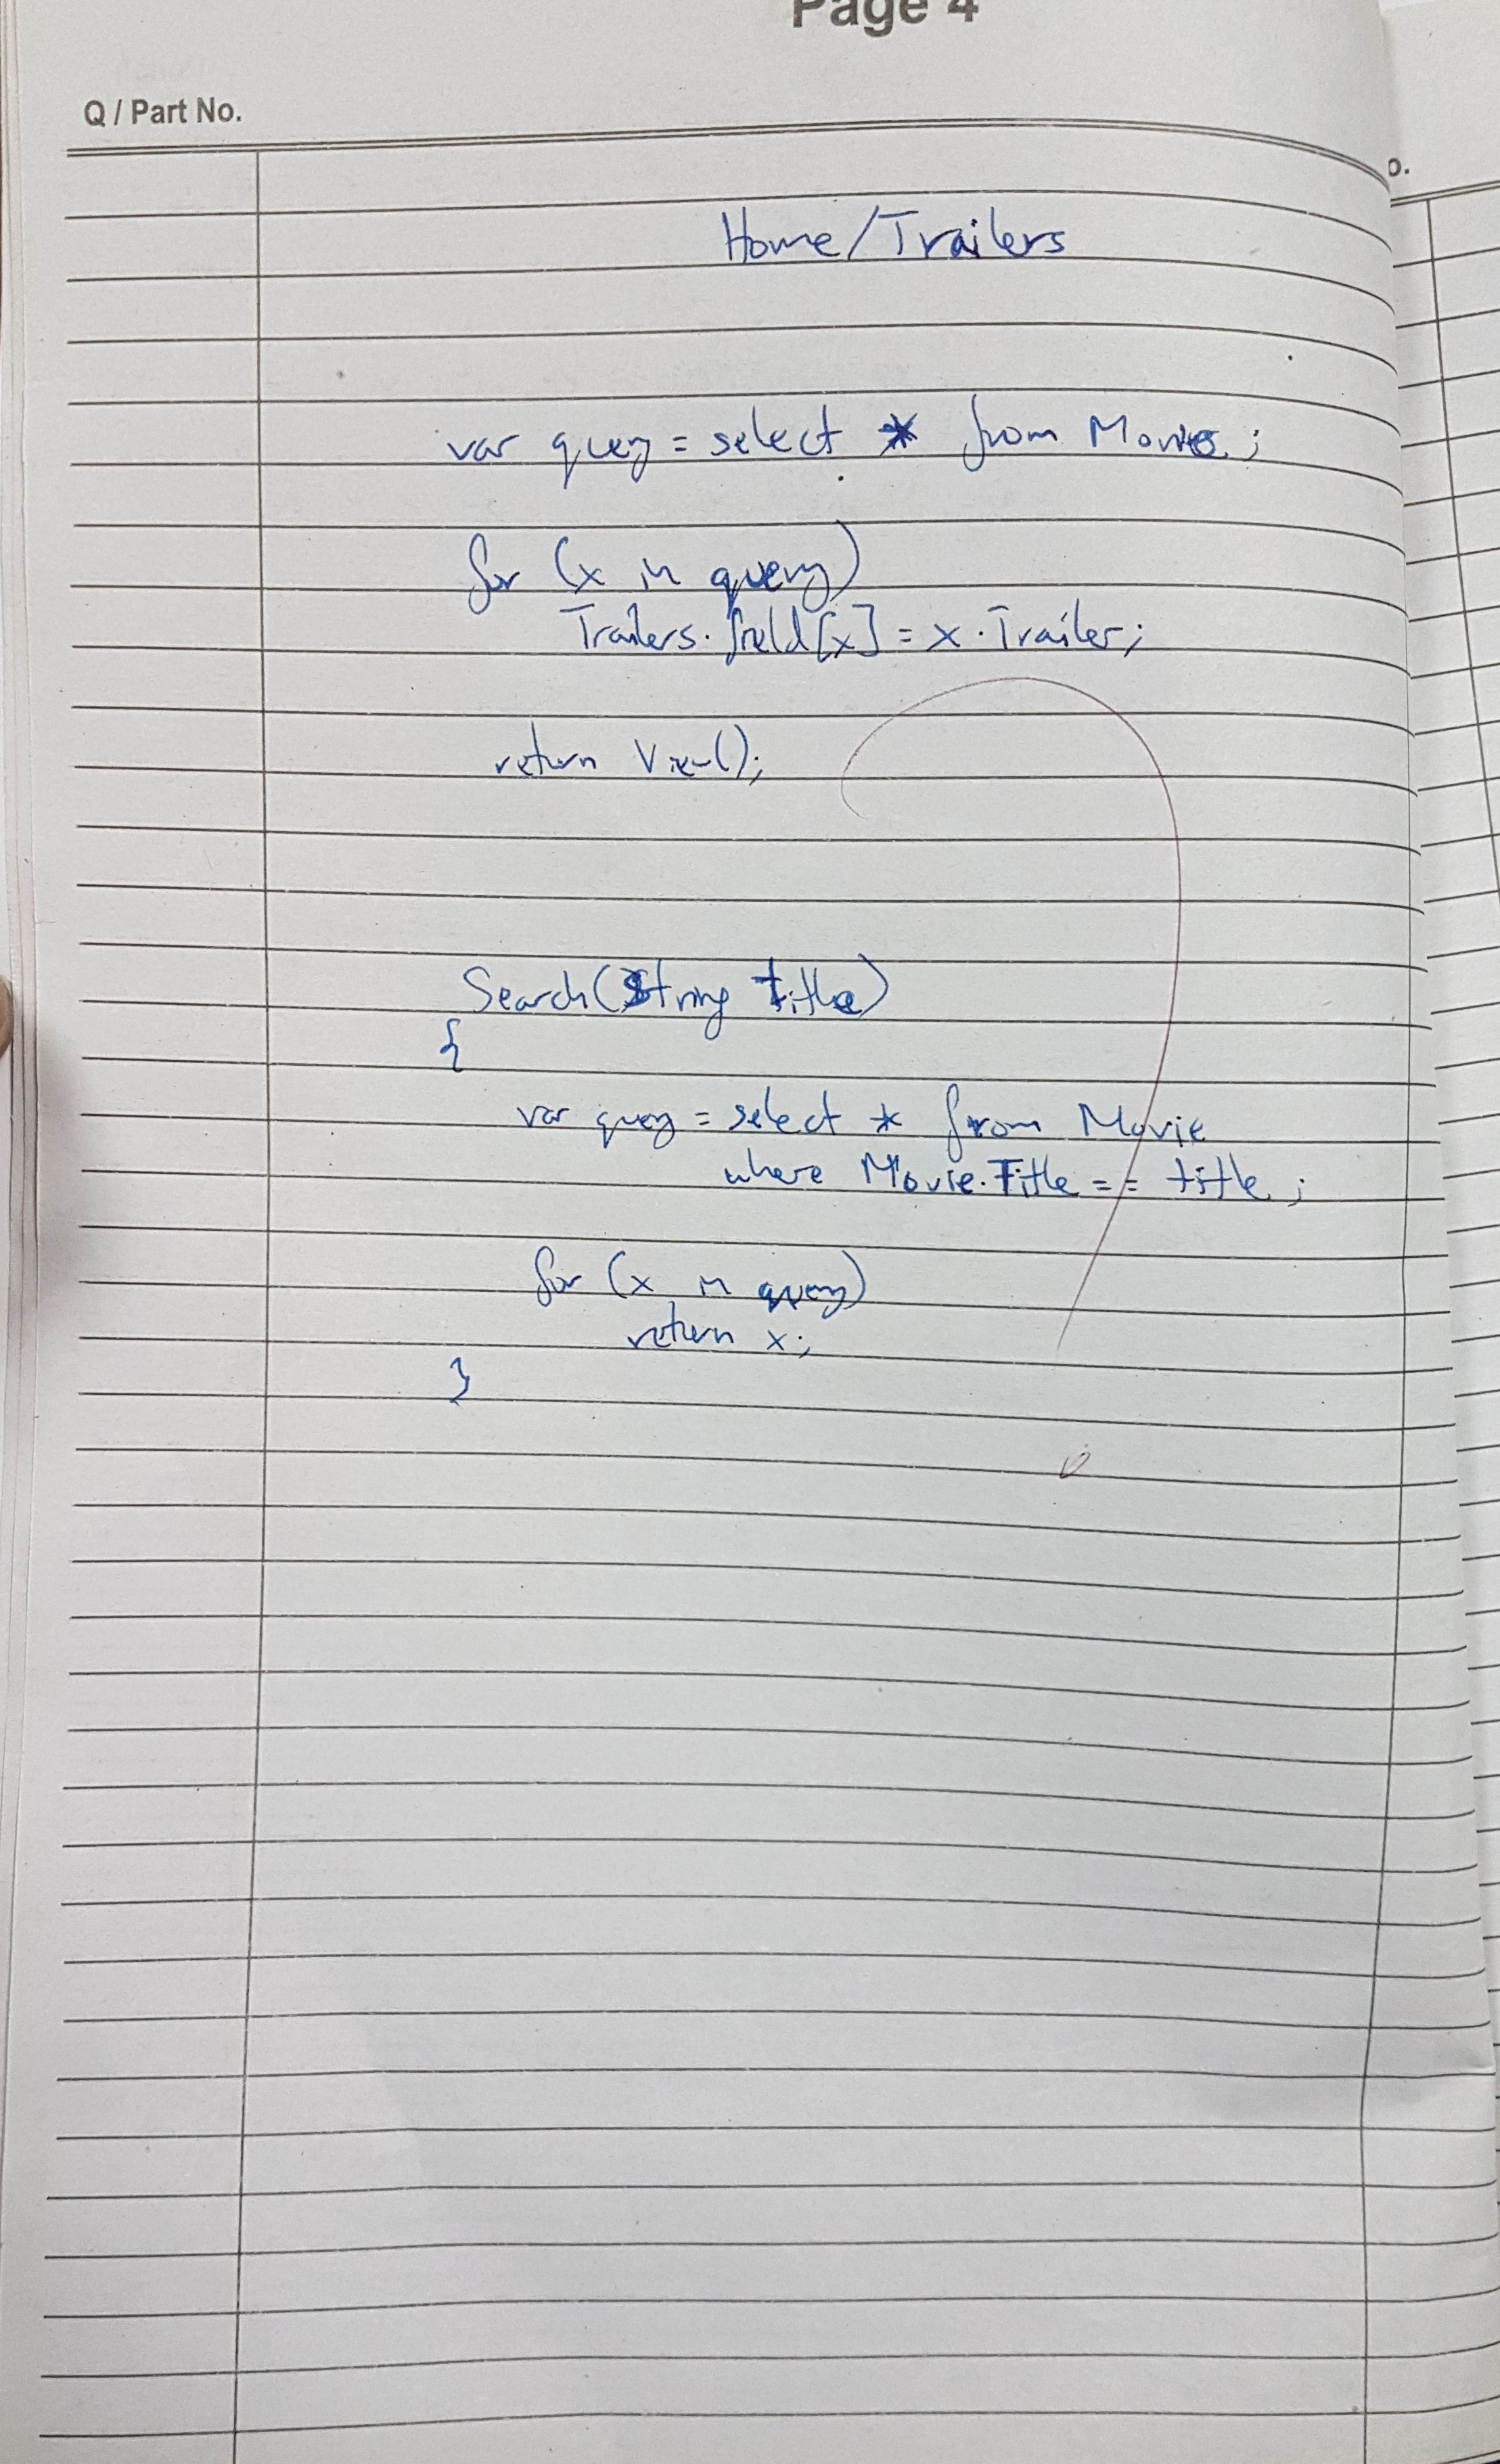 Page 4
Q / Part No.
o.
Home/Trailers
var query = select * from Movies;
for (x in query)
Trailers.field[x] = x.Trailer;
return View();
Search(String title)
{
var query = select * from Movie
where Movie.Title == title;
for (x in query)
return x;
}